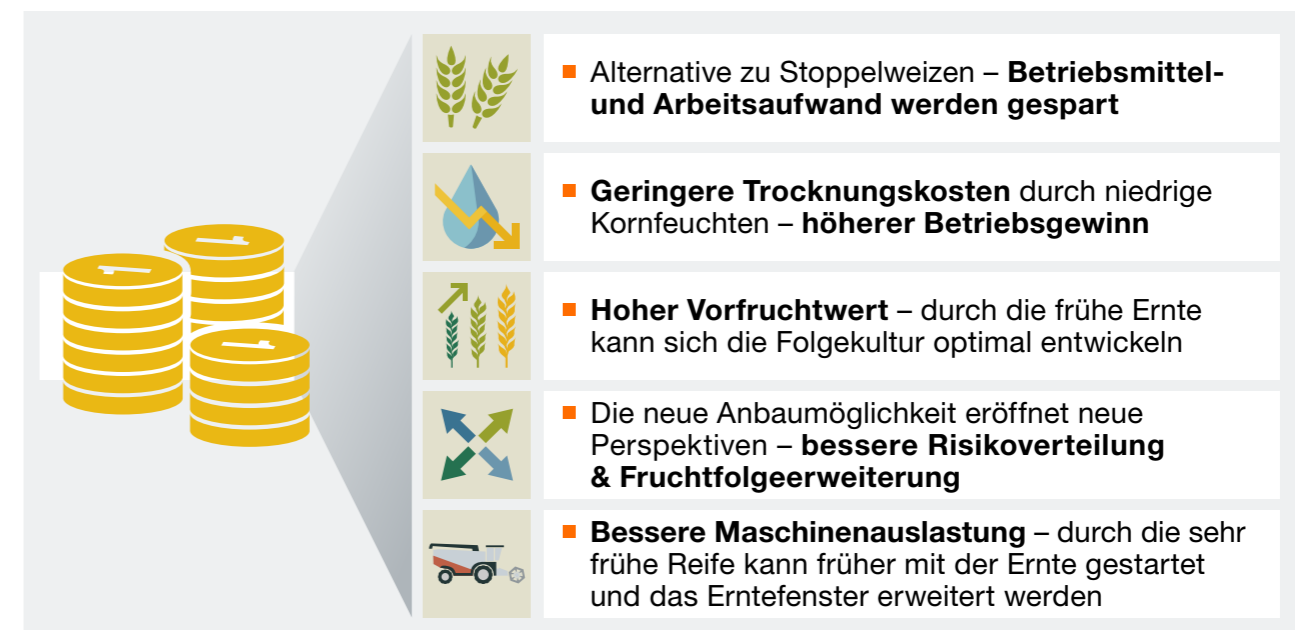 Alternative zu Stoppelweizen – Betriebsmittel-
und Arbeitsaufwand werden gespart
Geringere Trocknungskosten durch niedrige
Kornfeuchten – höherer Betriebsgewinn
Hoher Vorfruchtwert – durch die frühe Ernte
kann sich die Folgekultur optimal entwickeln
Die neue Anbaumöglichkeit eröffnet neue
Perspektiven – bessere Risikoverteilung
& Fruchtfolgeerweiterung
Bessere Maschinenauslastung – durch die sehr
frühe Reife kann früher mit der Ernte gestartet
und das Erntefenster erweitert werden